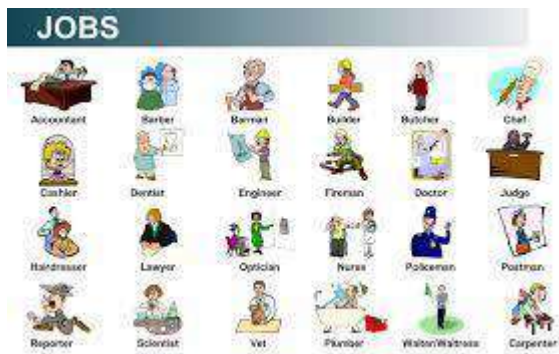 JOBS
Accountant Barber Barman Builder Butcher Chef
Cashier Dentist Engineer Fireman Doctor Judge
Hairdresser Lawyer Optician Nurse Policeman Postman
Reporter Scientist Vet Plumber Waiter/Waitress Carpenter